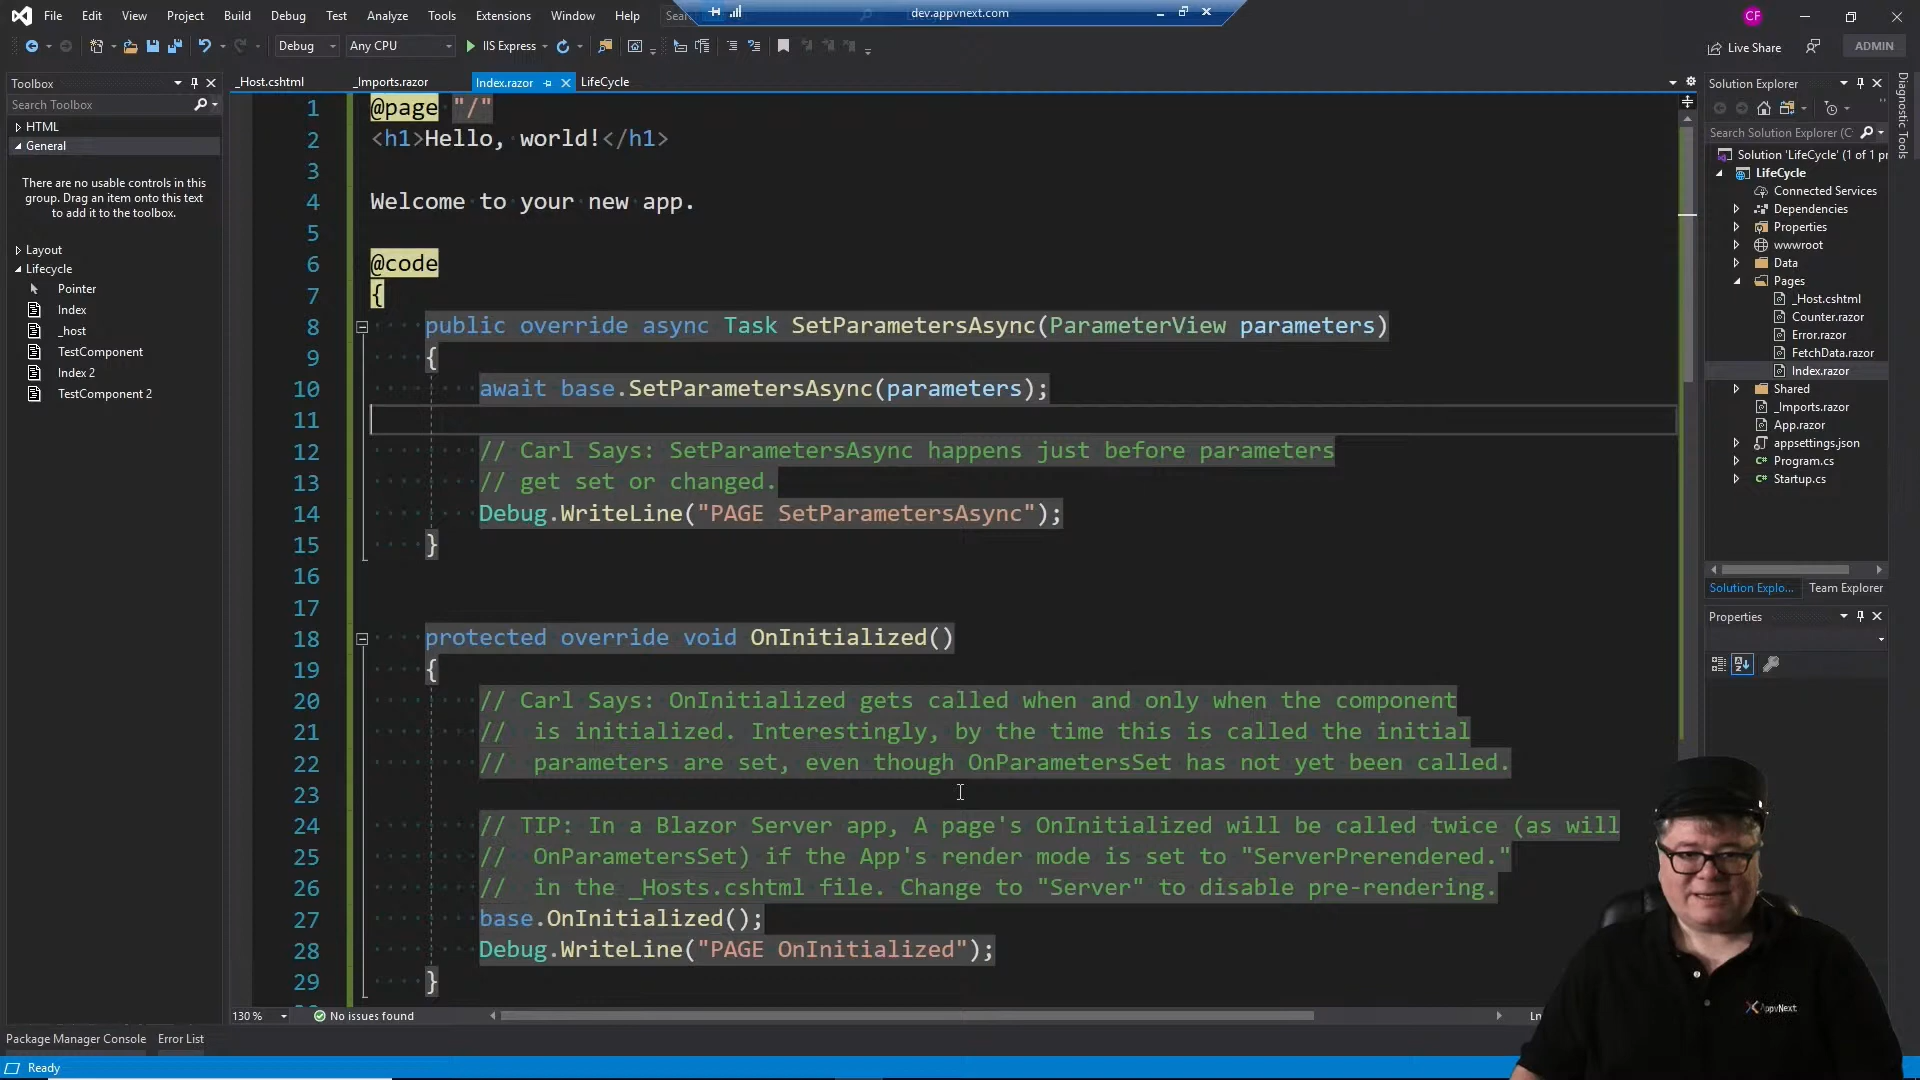 File Edit View Project Build Debug Test Analyze Tools Extensions Window Help
dev.appvnext.com
CF
Debug Any CPU IIS Express
Live Share ADMIN
Toolbox
Search Toolbox
HTML
General
There are no usable controls in this
group. Drag an item onto this text
to add it to the toolbox.
Layout
Lifecycle
Pointer
Index
_host
TestComponent
Index 2
TestComponent 2
_Host.cshtml _Imports.razor Index.razor LifeCycle
1 @page "/"
2 <h1>Hello, world!</h1>
3
4 Welcome to your new app.
5
6 @code
7 {
8 public override async Task SetParametersAsync(ParameterView parameters)
9 {
10 await base.SetParametersAsync(parameters);
11
12 // Carl Says: SetParametersAsync happens just before parameters
13 // get set or changed.
14 Debug.WriteLine("PAGE SetParametersAsync");
15 }
16
17
18 protected override void OnInitialized()
19 {
20 // Carl Says: OnInitialized gets called when and only when the component
21 //  is initialized. Interestingly, by the time this is called the initial
22 //  parameters are set, even though OnParametersSet has not yet been called.
23
24 // TIP: In a Blazor Server app, A page's OnInitialized will be called twice (as will
25 //  OnParametersSet) if the App's render mode is set to "ServerPrerendered."
26 //  in the _Hosts.cshtml file. Change to "Server" to disable pre-rendering.
27 base.OnInitialized();
28 Debug.WriteLine("PAGE OnInitialized");
29 }
130 % No issues found
Solution Explorer
Search Solution Explorer (C
Solution 'LifeCycle' (1 of 1 pr
LifeCycle
Connected Services
Dependencies
Properties
wwwroot
Data
Pages
_Host.cshtml
Counter.razor
Error.razor
FetchData.razor
Index.razor
Shared
_Imports.razor
App.razor
appsettings.json
Program.cs
Startup.cs
Solution Explo... Team Explorer
Properties
Diagnostic Tools
AppvNext
Package Manager Console Error List
Ready